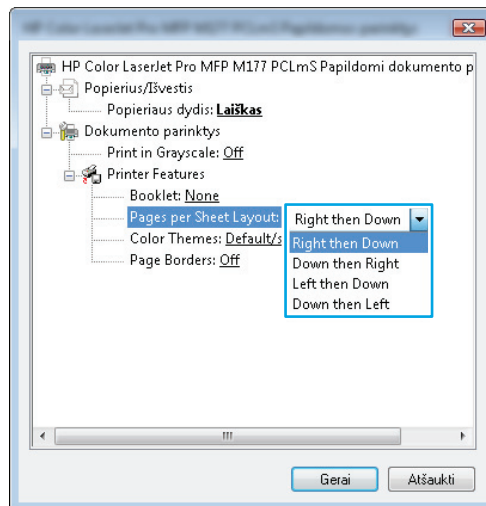 HP Color LaserJet Pro MFP M177 PCLmS Papildomi dokumento p
Popierius/Išvestis
Popieriaus dydis: Laiškas
Dokumento parinktys
Print in Grayscale: Off
Printer Features
Booklet: None
Pages per Sheet Layout: Right then Down
Color Themes: Default/s Right then Down
Page Borders: Off Down then Right
Left then Down
Down then Left
Gerai Atšaukti